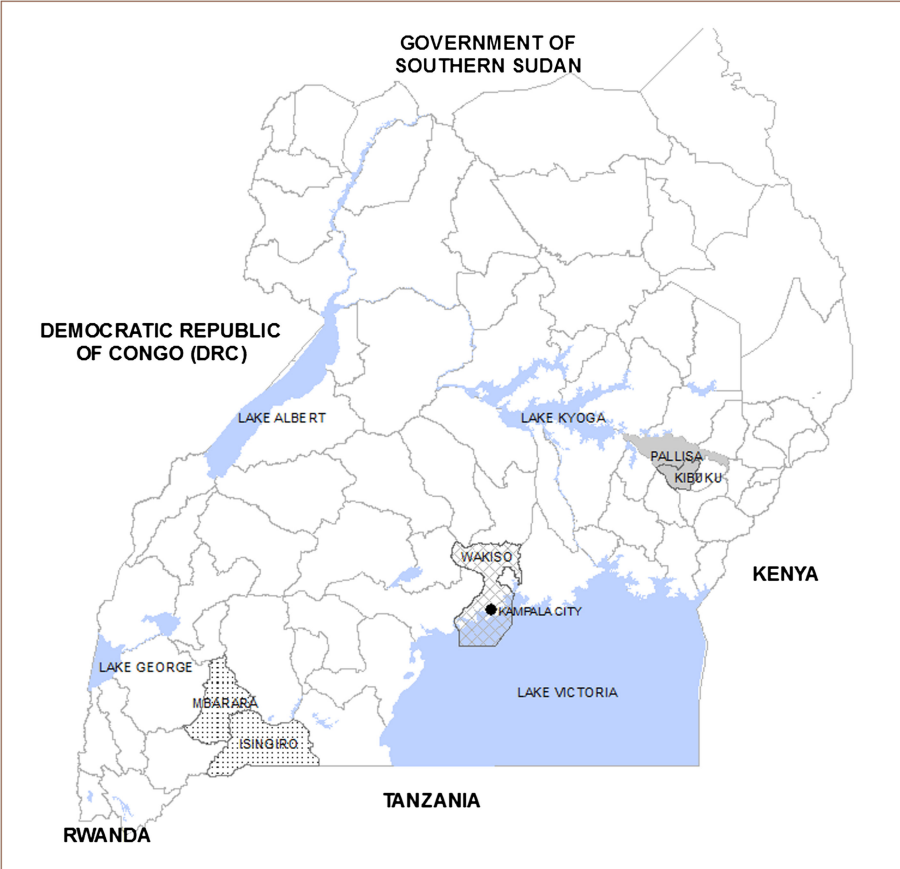 GOVERNMENT OF
SOUTHERN SUDAN
DEMOCRATIC REPUBLIC
OF CONGO (DRC)
LAKE ALBERT
LAKE KYOGA
PALLISA
KIBUKU
WAKISO
KENYA
KAMPALA CITY
LAKE GEORGE
LAKE VICTORIA
MBARARA
ISINGIRO
TANZANIA
RWANDA